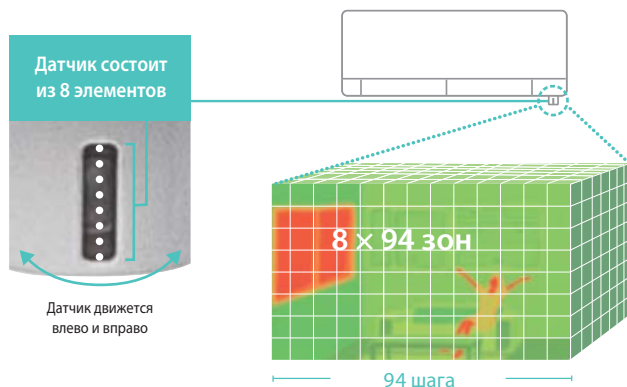 Датчик состоит
из 8 элементов
8 × 94 зон
Датчик движется
влево и вправо
94 шага